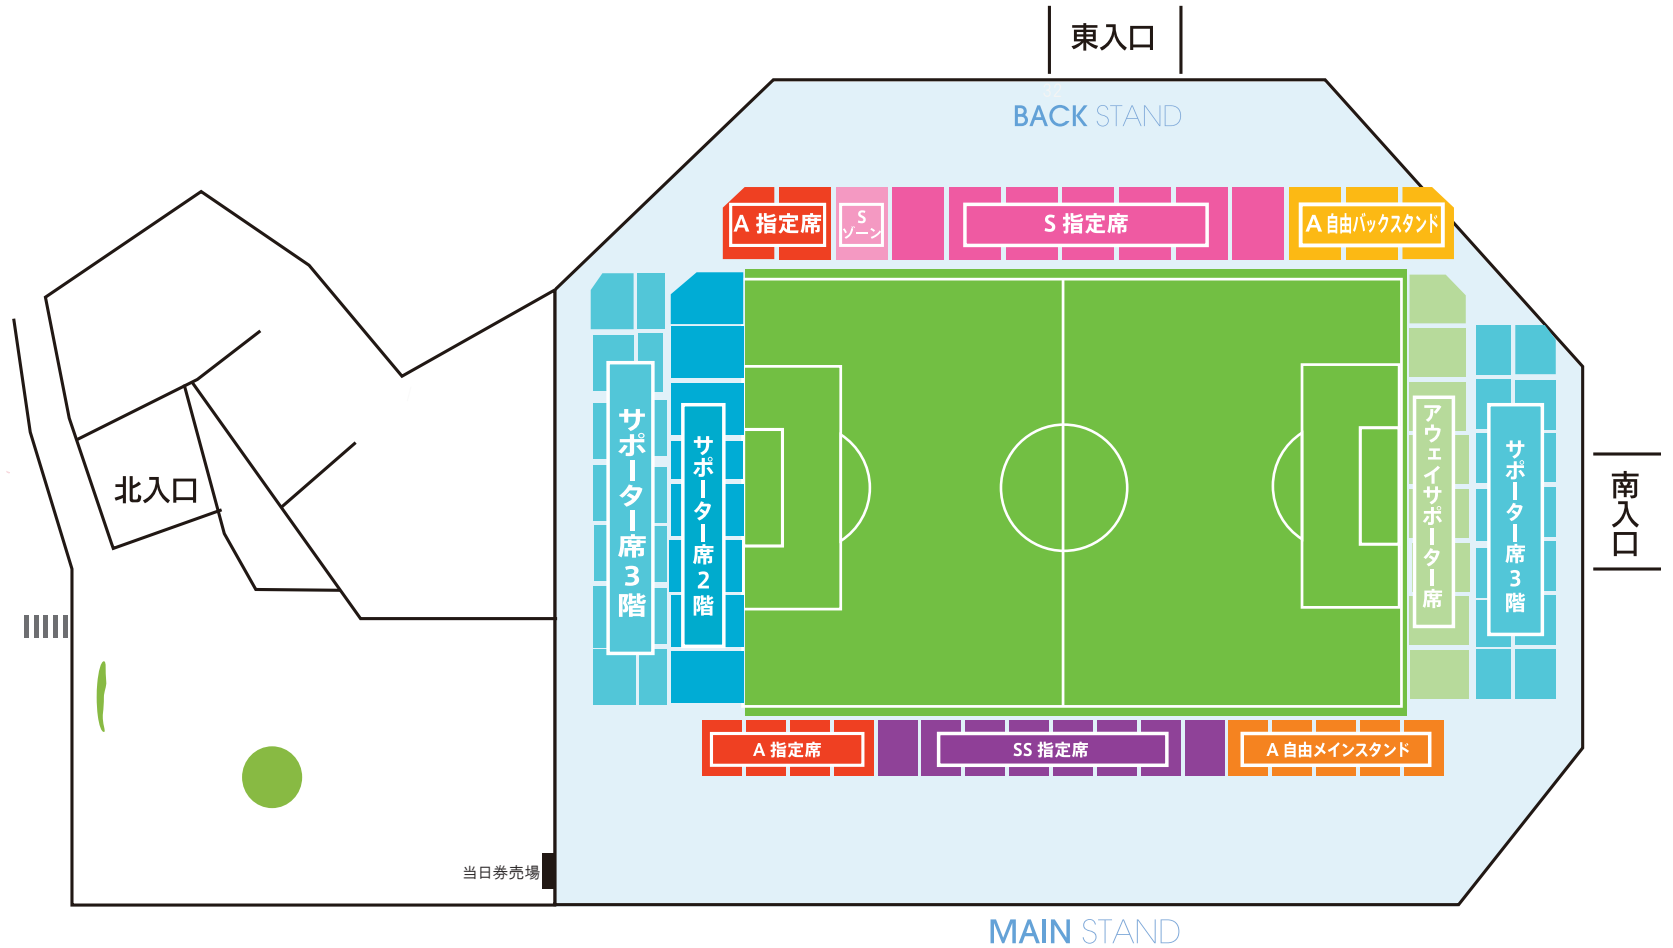 東入口
BACK STAND
A 指定席
S
ゾーン
S 指定席
A 自由バックスタンド
サポーター席3階
サポーター席2階
アウェイサポーター席
サポーター席3階
北入口
南入口
A 指定席
SS 指定席
A 自由メインスタンド
当日券売場
MAIN STAND